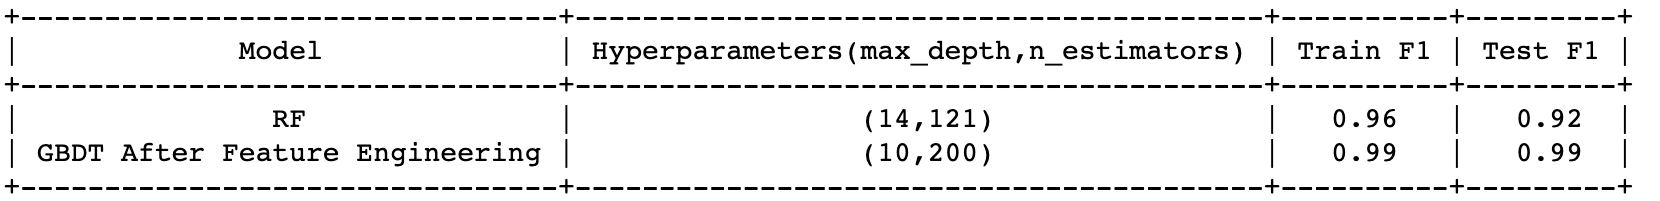 +--------------------------------+-----------------------------------------+----------+---------+
| Model | Hyperparameters(max_depth,n_estimators) | Train F1 | Test F1 |
+--------------------------------+-----------------------------------------+----------+---------+
| RF | (14,121) | 0.96 | 0.92 |
| GBDT After Feature Engineering | (10,200) | 0.99 | 0.99 |
+--------------------------------+-----------------------------------------+----------+---------+